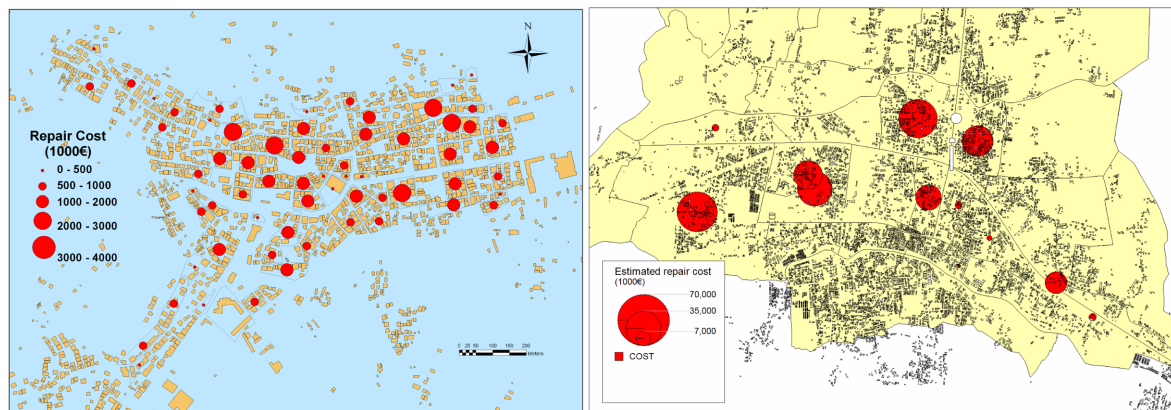 N
Repair Cost
(1000€)
0 - 500
500 - 1000
1000 - 2000
2000 - 3000
3000 - 4000
0 25 50 100 150 200
Meters
Estimated repair cost
(1000€)
70,000
35,000
7,000
COST